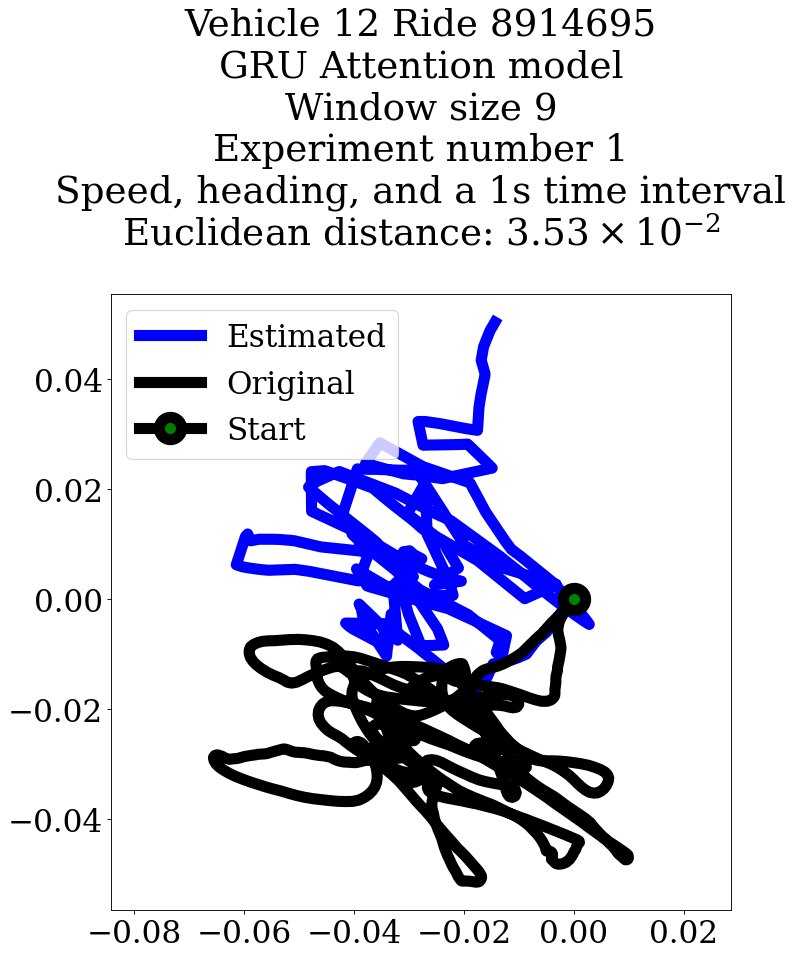 Vehicle 12 Ride 8914695
GRU Attention model
Window size 9
Experiment number 1
Speed, heading, and a 1s time interval
Euclidean distance: 3.53 × 10⁻²
Estimated
Original
Start
0.04
0.02
0.00
−0.02
−0.04
−0.08 −0.06 −0.04 −0.02 0.00 0.02